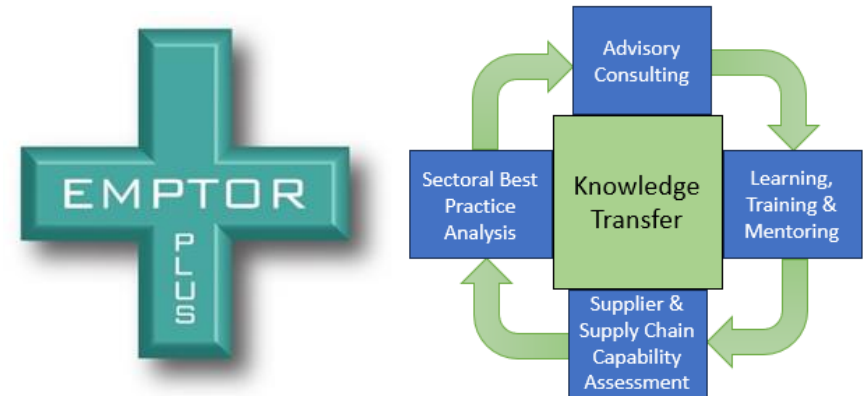 EMPTOR
PLUS
Advisory
Consulting
Sectoral Best
Practice
Analysis
Knowledge
Transfer
Learning,
Training &
Mentoring
Supplier &
Supply Chain
Capability
Assessment